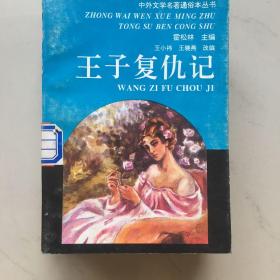 中外文学名著通俗本丛书
ZHONG WAI WEN XUE MING ZHU
TONG SU BEN CONG SHU
霍松林 主编
王小祎 王晓燕 改编
王子复仇记
WANG ZI FU CHOU JI